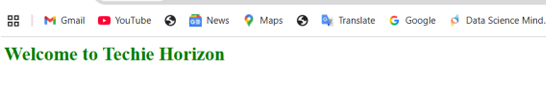 Gmail YouTube News Maps Translate Google Data Science Mind.
Welcome to Techie Horizon